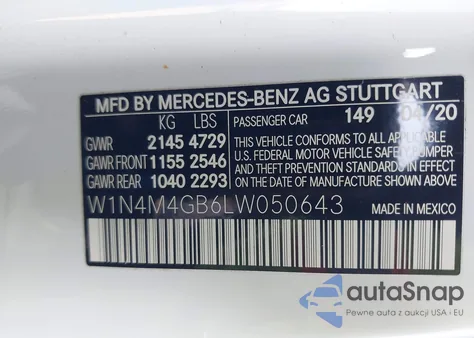 MFD BY MERCEDES-BENZ AG STUTTGART
KG LBS PASSENGER CAR 149 04/20
GVWR 2145 4729
GAWR FRONT 1155 2546
GAWR REAR 1040 2293
THIS VEHICLE CONFORMS TO ALL APPLICABLE
U.S. FEDERAL MOTOR VEHICLE SAFETY, BUMPER,
AND THEFT PREVENTION STANDARDS IN EFFECT
ON THE DATE OF MANUFACTURE SHOWN ABOVE.
W1N4M4GB6LW050643 MADE IN MEXICO
autoSnap
Pewne auta z aukcji USA i EU